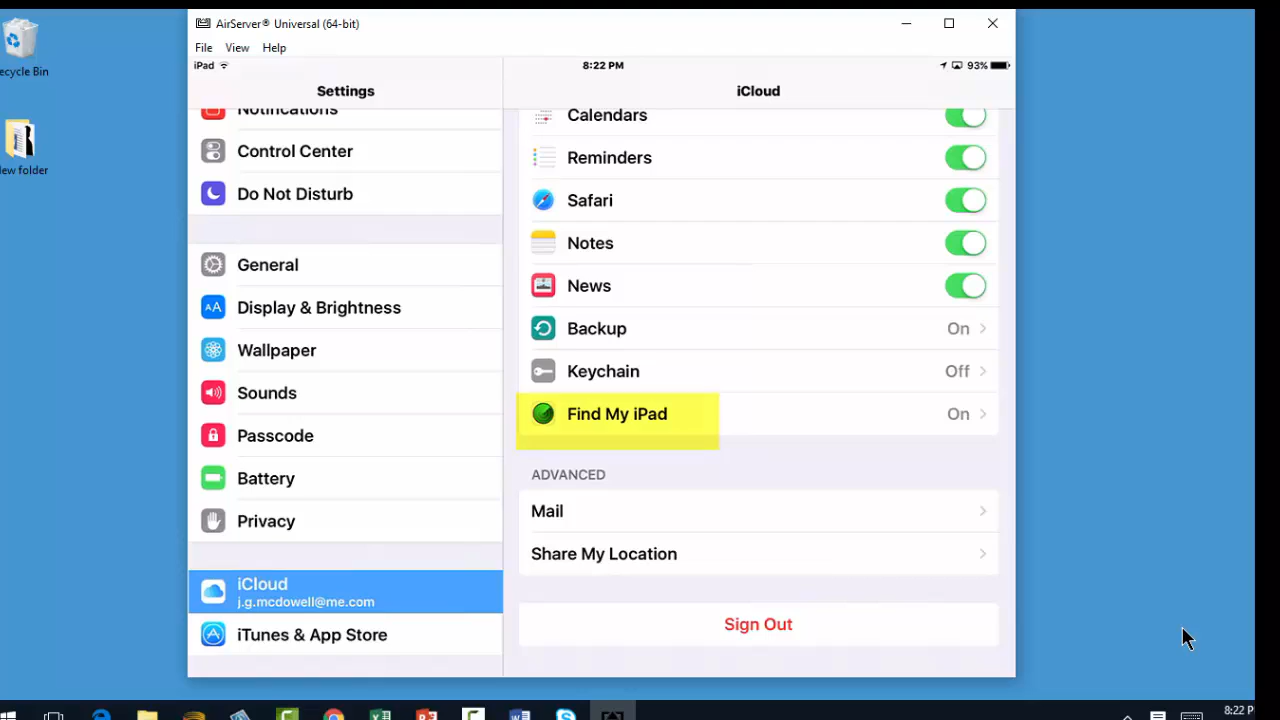 AirServer® Universal (64-bit)
File View Help
ecycle Bin
ew folder
iPad 8:22 PM 93%
Settings
Notifications
Control Center
Do Not Disturb
General
Display & Brightness
AA
Wallpaper
Sounds
Passcode
Battery
Privacy
iCloud
j.g.mcdowell@me.com
iTunes & App Store
iCloud
Calendars
Reminders
Safari
Notes
News
Backup On
Keychain Off
Find My iPad On
ADVANCED
Mail
Share My Location
Sign Out
8:22 P